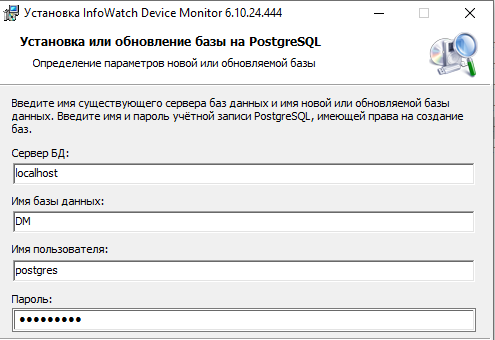 Установка InfoWatch Device Monitor 6.10.24.444
Установка или обновление базы на PostgreSQL
Определение параметров новой или обновляемой базы
Введите имя существующего сервера баз данных и имя новой или обновляемой базы
данных. Введите имя и пароль учётной записи PostgreSQL, имеющей права на создание
баз.
Сервер БД:
localhost
Имя базы данных:
DM
Имя пользователя:
postgres
Пароль:
•••••••••